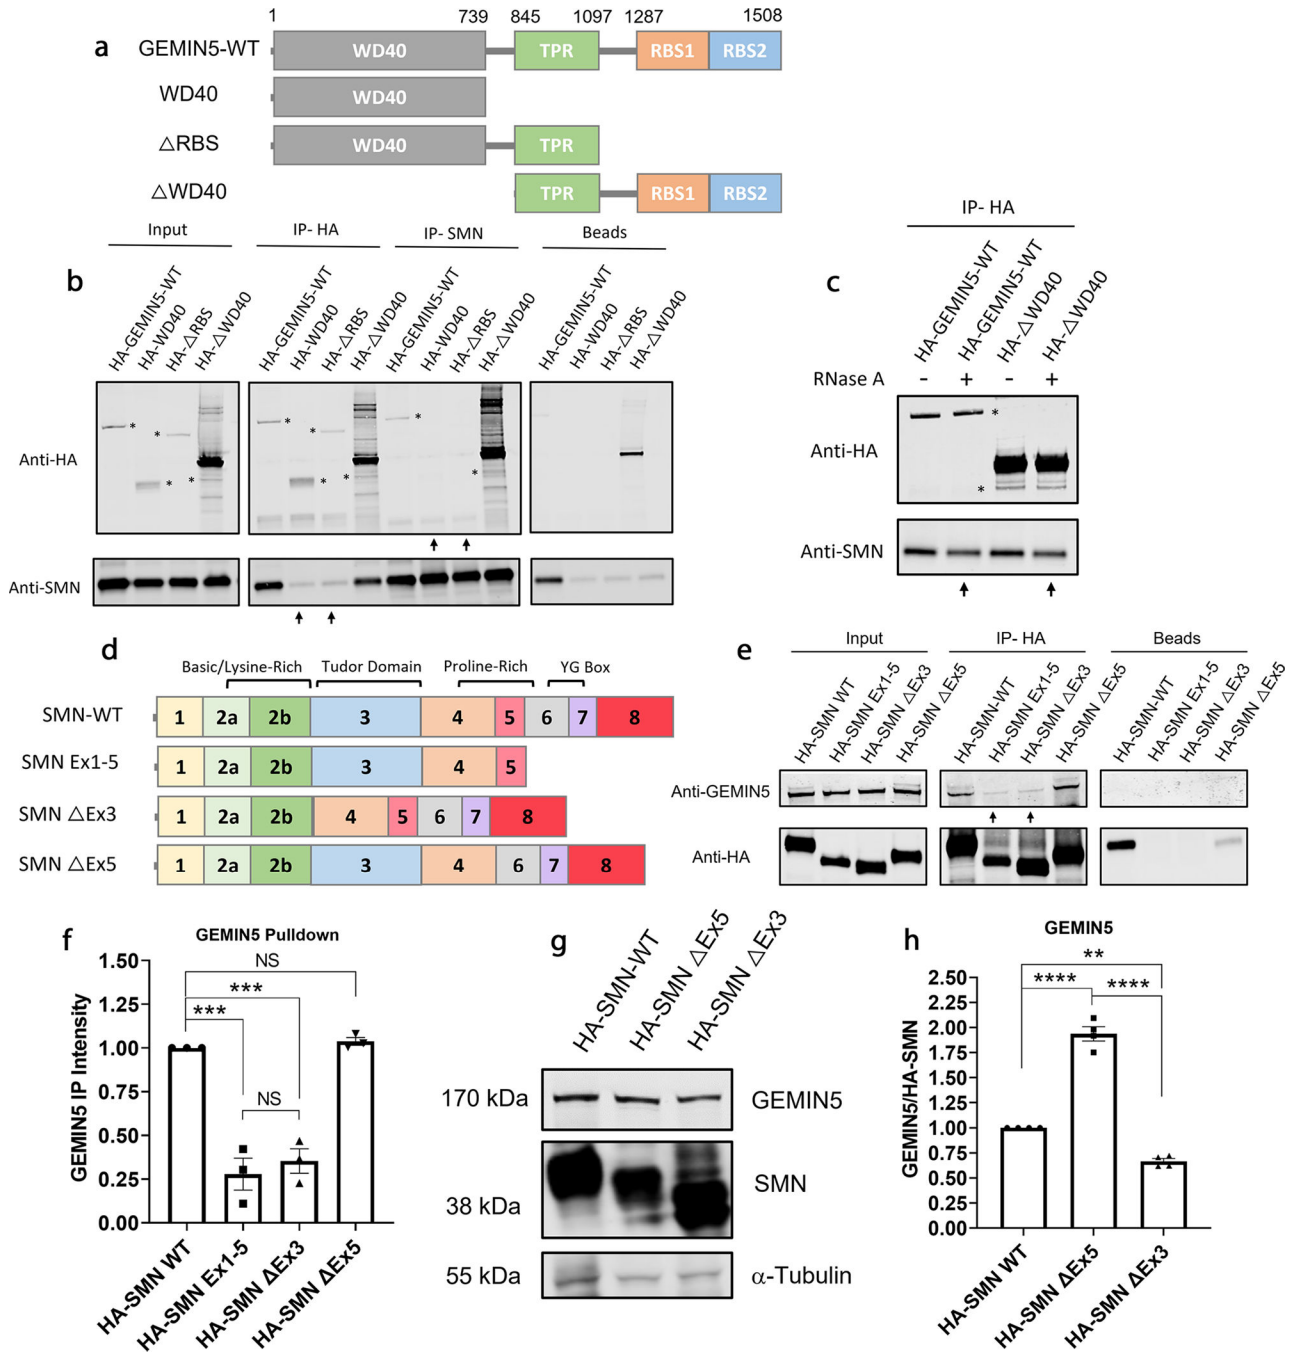 a
1 739 845 1097 1287 1508
GEMIN5-WT WD40 TPR RBS1 RBS2
WD40 WD40
△RBS WD40 TPR
△WD40 TPR RBS1 RBS2
b
Input IP- HA IP- SMN Beads
HA-GEMIN5-WT HA-WD40 HA-△RBS HA-△WD40 HA-GEMIN5-WT HA-WD40 HA-△RBS HA-△WD40 HA-GEMIN5-WT HA-WD40 HA-△RBS HA-△WD40 HA-GEMIN5-WT HA-WD40 HA-△RBS HA-△WD40
Anti-HA * * * * * * * * * *
Anti-SMN
c
IP- HA
HA-GEMIN5-WT HA-GEMIN5-WT HA-△WD40 HA-△WD40
RNase A - + - +
Anti-HA * *
Anti-SMN
d
Basic/Lysine-Rich Tudor Domain Proline-Rich YG Box
SMN-WT 1 2a 2b 3 4 5 6 7 8
SMN Ex1-5 1 2a 2b 3 4 5
SMN △Ex3 1 2a 2b 4 5 6 7 8
SMN △Ex5 1 2a 2b 3 4 6 7 8
e
Input IP- HA Beads
HA-SMN WT HA-SMN Ex1-5 HA-SMN △Ex3 HA-SMN △Ex5 HA-SMN-WT HA-SMN Ex1-5 HA-SMN △Ex3 HA-SMN △Ex5 HA-SMN-WT HA-SMN Ex1-5 HA-SMN △Ex3 HA-SMN △Ex5
Anti-GEMIN5
Anti-HA
f
GEMIN5 Pulldown
GEMIN5 IP Intensity
1.50
1.25
1.00
0.75
0.50
0.25
0.00
NS
***
***
NS
HA-SMN WT HA-SMN Ex1-5 HA-SMN ΔEx3 HA-SMN ΔEx5
g
HA-SMN-WT HA-SMN △Ex5 HA-SMN △Ex3
170 kDa GEMIN5
SMN
38 kDa
55 kDa α-Tubulin
h
GEMIN5
GEMIN5/HA-SMN
2.50
2.25
2.00
1.75
1.50
1.25
1.00
0.75
0.50
0.25
0.00
**
**** ****
HA-SMN WT HA-SMN ΔEx5 HA-SMN ΔEx3